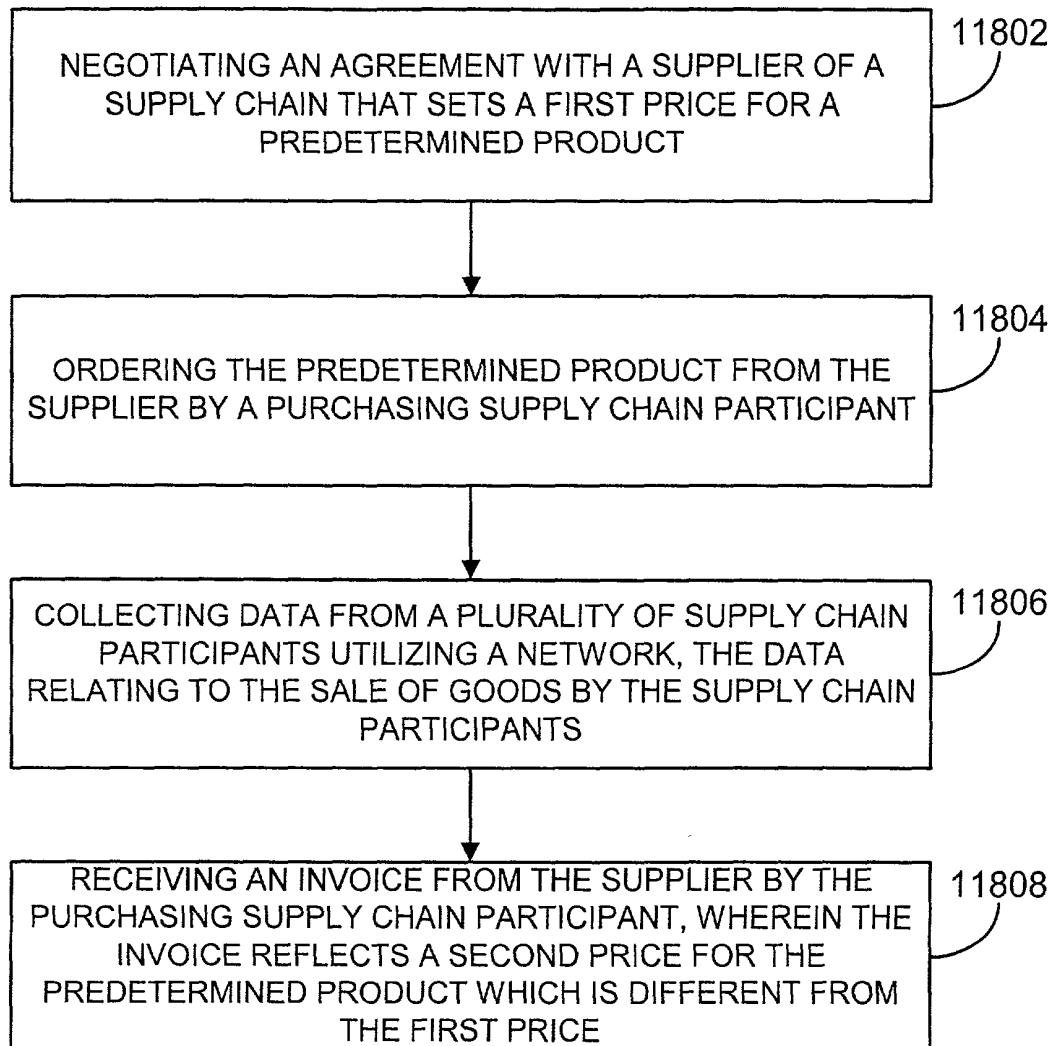 11802
NEGOTIATING AN AGREEMENT WITH A SUPPLIER OF A
SUPPLY CHAIN THAT SETS A FIRST PRICE FOR A
PREDETERMINED PRODUCT
11804
ORDERING THE PREDETERMINED PRODUCT FROM THE
SUPPLIER BY A PURCHASING SUPPLY CHAIN PARTICIPANT
11806
COLLECTING DATA FROM A PLURALITY OF SUPPLY CHAIN
PARTICIPANTS UTILIZING A NETWORK, THE DATA
RELATING TO THE SALE OF GOODS BY THE SUPPLY CHAIN
PARTICIPANTS
11808
RECEIVING AN INVOICE FROM THE SUPPLIER BY THE
PURCHASING SUPPLY CHAIN PARTICIPANT, WHEREIN THE
INVOICE REFLECTS A SECOND PRICE FOR THE
PREDETERMINED PRODUCT WHICH IS DIFFERENT FROM
THE FIRST PRICE